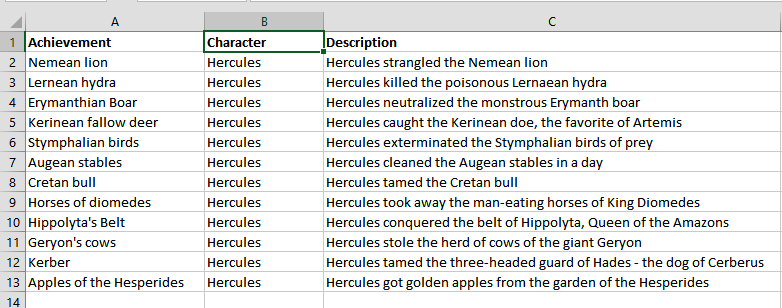 A B C
1 Achievement Character Description
2 Nemean lion Hercules Hercules strangled the Nemean lion
3 Lernean hydra Hercules Hercules killed the poisonous Lernaean hydra
4 Erymanthian Boar Hercules Hercules neutralized the monstrous Erymanth boar
5 Kerinean fallow deer Hercules Hercules caught the Kerinean doe, the favorite of Artemis
6 Stymphalian birds Hercules Hercules exterminated the Stymphalian birds of prey
7 Augean stables Hercules Hercules cleaned the Augean stables in a day
8 Cretan bull Hercules Hercules tamed the Cretan bull
9 Horses of diomedes Hercules Hercules took away the man-eating horses of King Diomedes
10 Hippolyta's Belt Hercules Hercules conquered the belt of Hippolyta, Queen of the Amazons
11 Geryon's cows Hercules Hercules stole the herd of cows of the giant Geryon
12 Kerber Hercules Hercules tamed the three-headed guard of Hades - the dog of Cerberus
13 Apples of the Hesperides Hercules Hercules got golden apples from the garden of the Hesperides
14